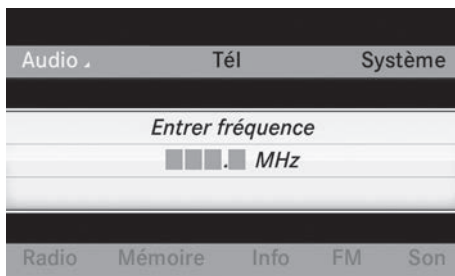 Audio Tél Système
Entrer fréquence
. MHz
Radio Mémoire Info FM Son